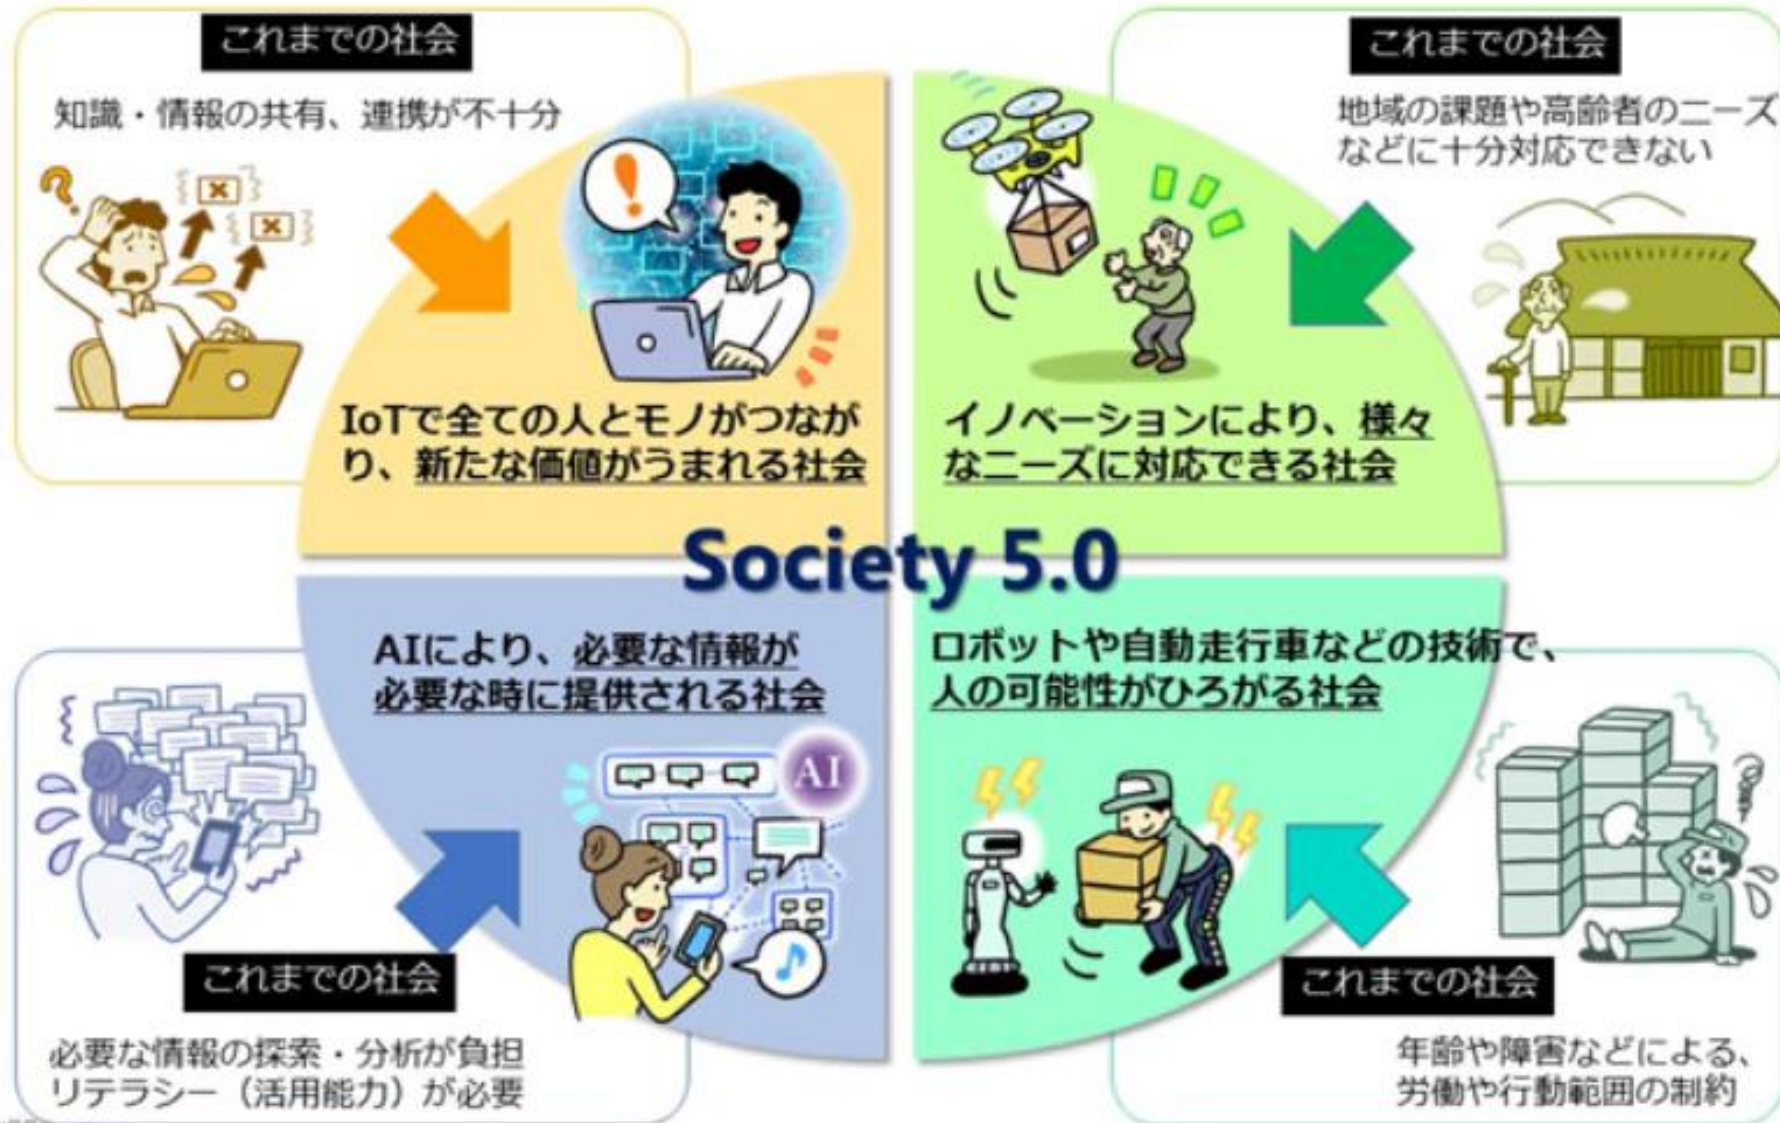 これまでの社会
知識・情報の共有、連携が不十分
IoTで全ての人とモノがつなが
り、新たな価値がうまれる社会
これまでの社会
地域の課題や高齢者のニーズ
などに十分対応できない
イノベーションにより、様々
なニーズに対応できる社会
Society 5.0
AIにより、必要な情報が
必要な時に提供される社会
AI
これまでの社会
必要な情報の探索・分析が負担
リテラシー（活用能力）が必要
ロボットや自動走行車などの技術で、
人の可能性がひろがる社会
これまでの社会
年齢や障害などによる、
労働や行動範囲の制約